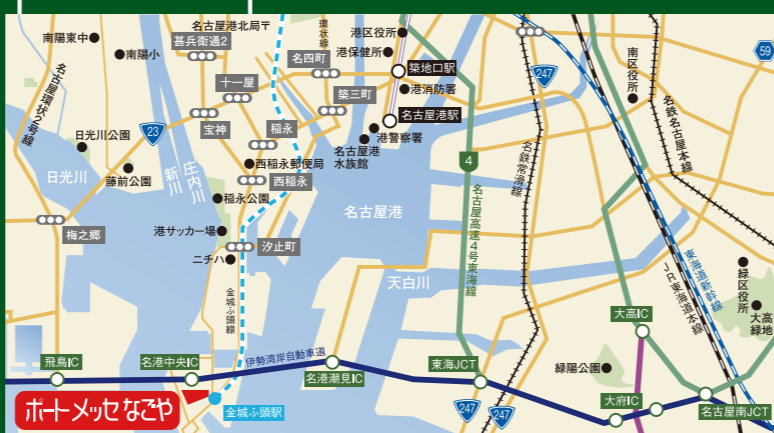 南陽東中
南陽小
名古屋環状2号線
名古屋港北局〒
甚兵衛通2
環状線
港区役所
港保健所
名四町
築地口駅
十一屋
築三町
港消防署
名古屋港駅
港警察署
名古屋港
水族館
247
59
南区役所
名鉄名古屋本線
名鉄常滑線
日光川公園
23
宝神
稲永
西稲永郵便局
西稲永
日光川
藤前公園
新川
庄内川
稲永公園
名古屋港
4
名古屋高速4号東海線
梅之郷
港サッカー場
汐止町
ニチハ
天白川
金城ふ頭線
東海道新幹線
JR東海道本線
緑区役所
大高緑地
大高IC
飛島IC
名港中央IC
伊勢湾岸自動車道
名港潮見IC
東海JCT
緑陽公園
大府IC
名古屋南JCT
ポートメッセなごや
金城ふ頭駅
247
247